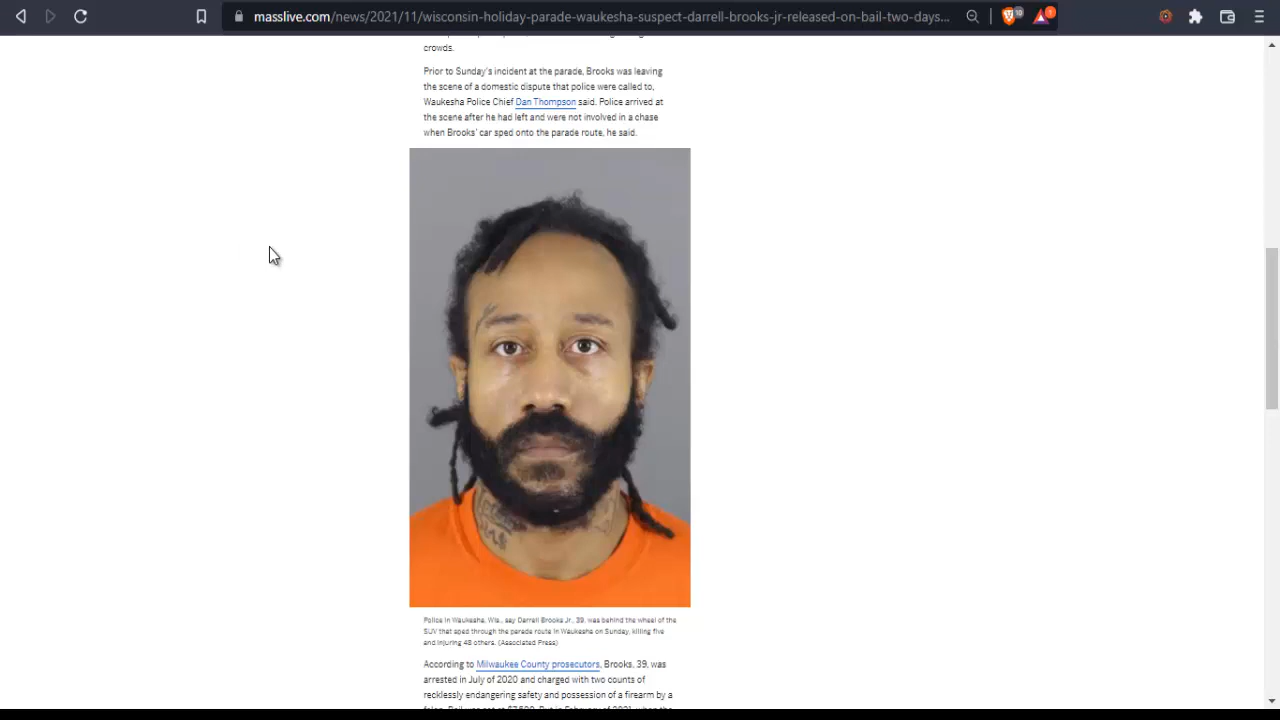 masslive.com/news/2021/11/wisconsin-holiday-parade-waukesha-suspect-darrell-brooks-jr-released-on-bail-two-days...
crowds.
Prior to Sunday's incident at the parade, Brooks was leaving
the scene of a domestic dispute that police were called to,
Waukesha Police Chief Dan Thompson said. Police arrived at
the scene after he had left and were not involved in a chase
when Brooks' car sped onto the parade route, he said.
Police in Waukesha, Wis., say Darrell Brooks Jr., 39, was behind the wheel of the
SUV that sped through the parade route in Waukesha on Sunday, killing five
and injuring 48 others. (Associated Press)
According to Milwaukee County prosecutors, Brooks, 39, was
arrested in July of 2020 and charged with two counts of
recklessly endangering safety and possession of a firearm by a